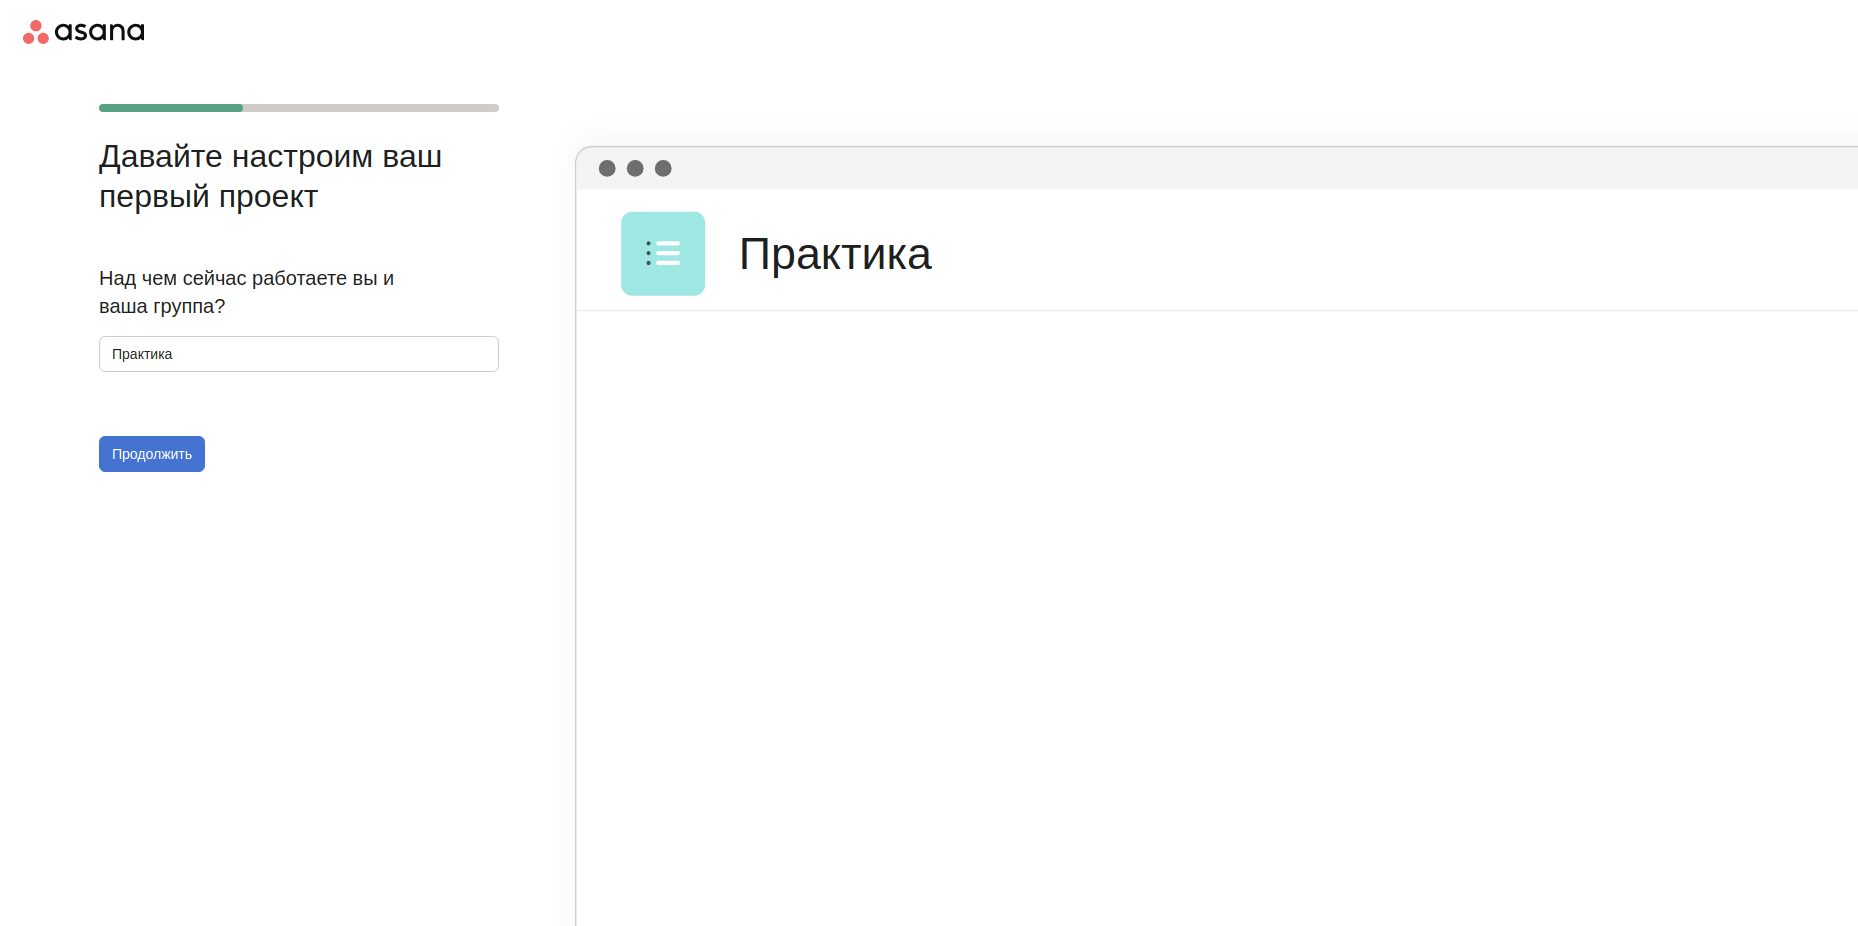 asana
Давайте настроим ваш
первый проект
Над чем сейчас работаете вы и
ваша группа?
Практика
Продолжить
Практика